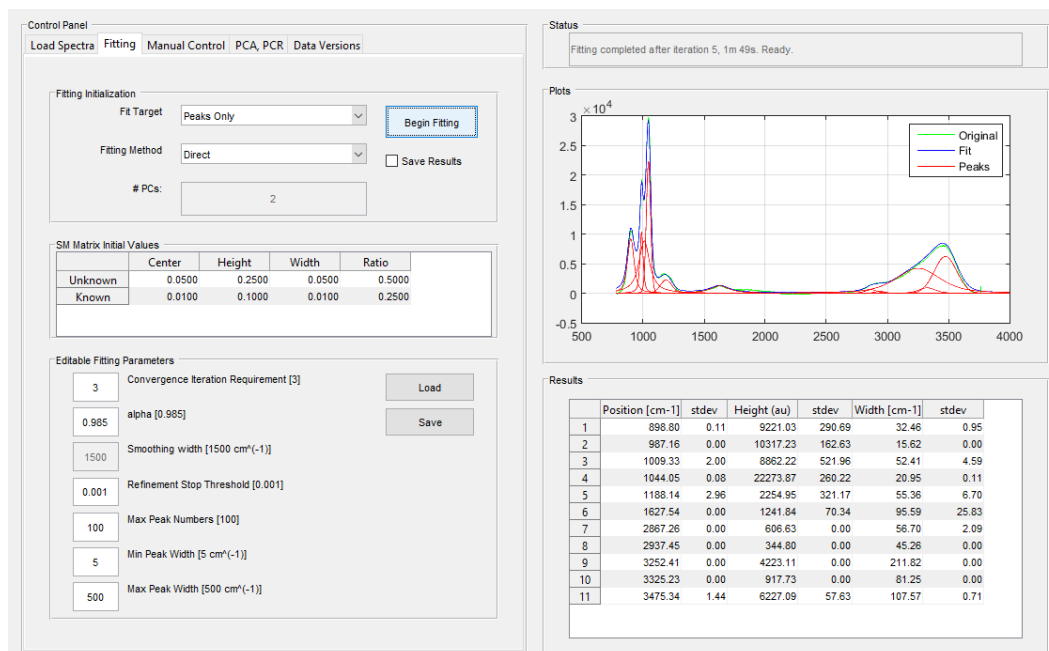 Control Panel
Load Spectra Fitting Manual Control PCA, PCR Data Versions
Fitting Initialization
Fit Target Peaks Only Begin Fitting
Fitting Method Direct Save Results
# PCs: 2
SM Matrix Initial Values
Center Height Width Ratio
Unknown 0.0500 0.2500 0.0500 0.5000
Known 0.0100 0.1000 0.0100 0.2500
Editable Fitting Parameters
3 Convergence Iteration Requirement [3] Load
0.985 alpha [0.985] Save
1500 Smoothing width [1500 cm^(-1)]
0.001 Refinement Stop Threshold [0.001]
100 Max Peak Numbers [100]
5 Min Peak Width [5 cm^(-1)]
500 Max Peak Width [500 cm^(-1)]
Status
Fitting completed after iteration 5, 1m 49s. Ready.
Plots
× 10^4
3
2.5
2
1.5
1
0.5
0
-0.5
500 1000 1500 2000 2500 3000 3500 4000
Original
Fit
Peaks
Results
Position [cm-1] stdev Height (au) stdev Width [cm-1] stdev
1 898.80 0.11 9221.03 290.69 32.46 0.95
2 987.16 0.00 10317.23 162.63 15.62 0.00
3 1009.33 2.00 8862.22 521.96 52.41 4.59
4 1044.05 0.08 22273.87 260.22 20.95 0.11
5 1188.14 2.96 2254.95 321.17 55.36 6.70
6 1627.54 0.00 1241.84 70.34 95.59 25.83
7 2867.26 0.00 606.63 0.00 56.70 2.09
8 2937.45 0.00 344.80 0.00 45.26 0.00
9 3252.41 0.00 4223.11 0.00 211.82 0.00
10 3325.23 0.00 917.73 0.00 81.25 0.00
11 3475.34 1.44 6227.09 57.63 107.57 0.71